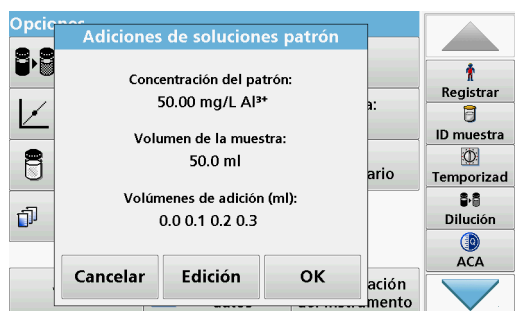 Opciones
Adiciones de soluciones patrón
Concentración del patrón:
50.00 mg/L Al³⁺
a:
Volumen de la muestra:
50.0 ml
ario
Volúmenes de adición (ml):
0.0 0.1 0.2 0.3
Cancelar
Edición
OK
ación
datos
del instrumento
Registrar
ID muestra
Temporizad
Dilución
ACA